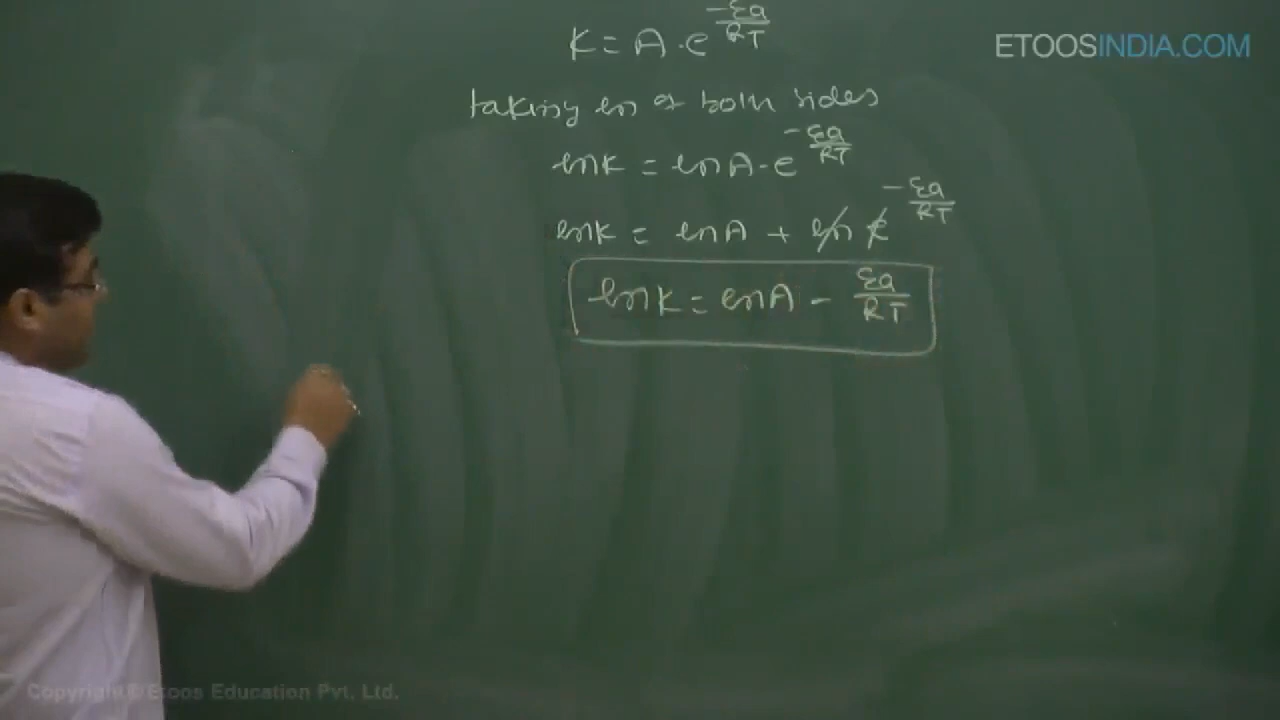 K = A · e^(-Ea/RT)
ETOOSINDIA.COM
taking ln of both sides
lnK = lnA · e^(-Ea/RT)
lnK = lnA + ln e^(-Ea/RT)
lnK = lnA - Ea/RT
Copyright© Etoos Education Pvt. Ltd.